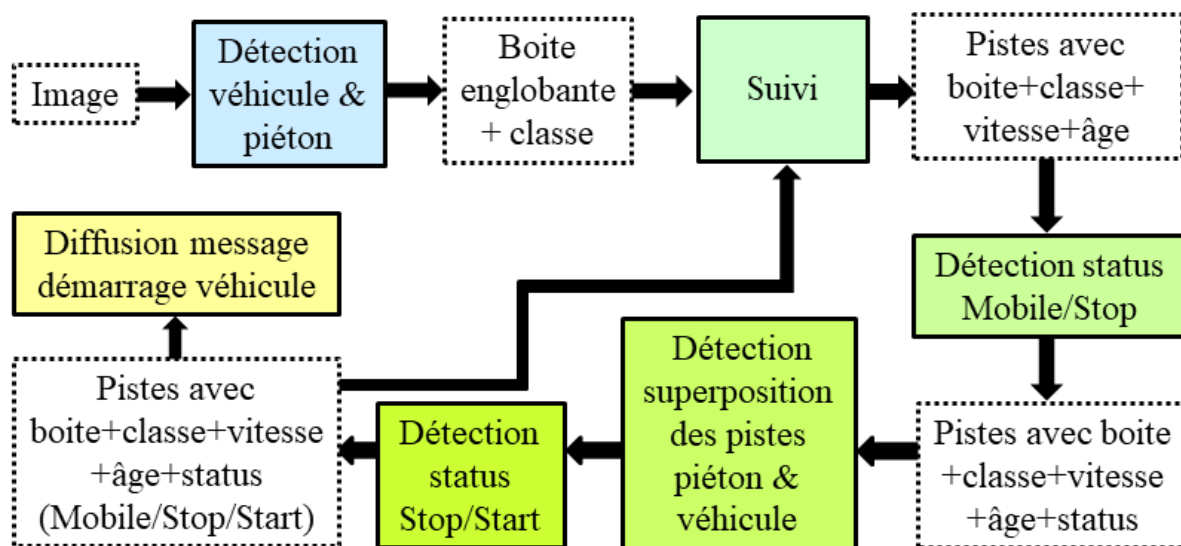 Image
Détection
véhicule &
piéton
Boite
englobante
+ classe
Suivi
Pistes avec
boite+classe+
vitesse+âge
Détection status
Mobile/Stop
Pistes avec boite
+classe+vitesse
+âge+status
Détection
superposition
des pistes
piéton &
véhicule
Détection
status
Stop/Start
Pistes avec
boite+classe+vitesse
+âge+status
(Mobile/Stop/Start)
Diffusion message
démarrage véhicule